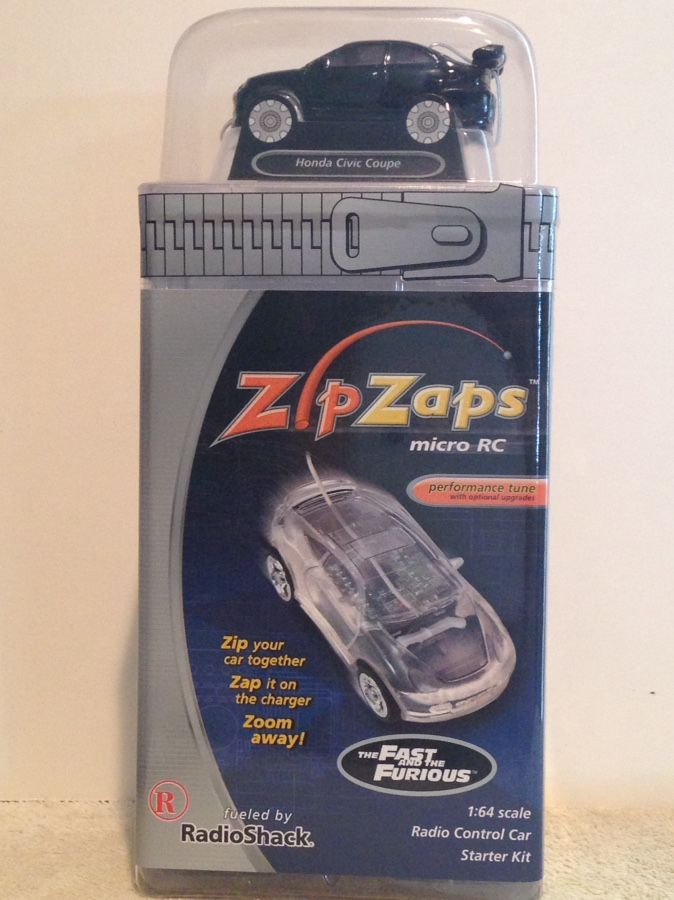 Honda Civic Coupe
ZipZaps™
micro RC
performance tune
with optional upgrades
Zip your
car together
Zap it on
the charger
Zoom
away!
THE FAST
AND THE
FURIOUS™
R
fueled by
RadioShack®
1:64 scale
Radio Control Car
Starter Kit